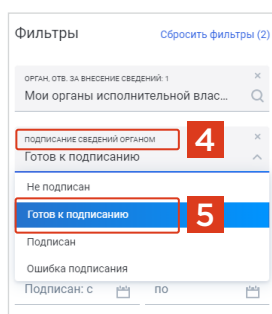 Фильтры Сбросить фильтры (2)
ОРГАН, ОТВ. ЗА ВНЕСЕНИЕ СВЕДЕНИЙ: 1 ×
Мои органы исполнительной влас...
ПОДПИСАНИЕ СВЕДЕНИЙ ОРГАНОМ 4 ×
Готов к подписанию
Не подписан
Готов к подписанию 5
Подписан
Ошибка подписания
Подписан: с по